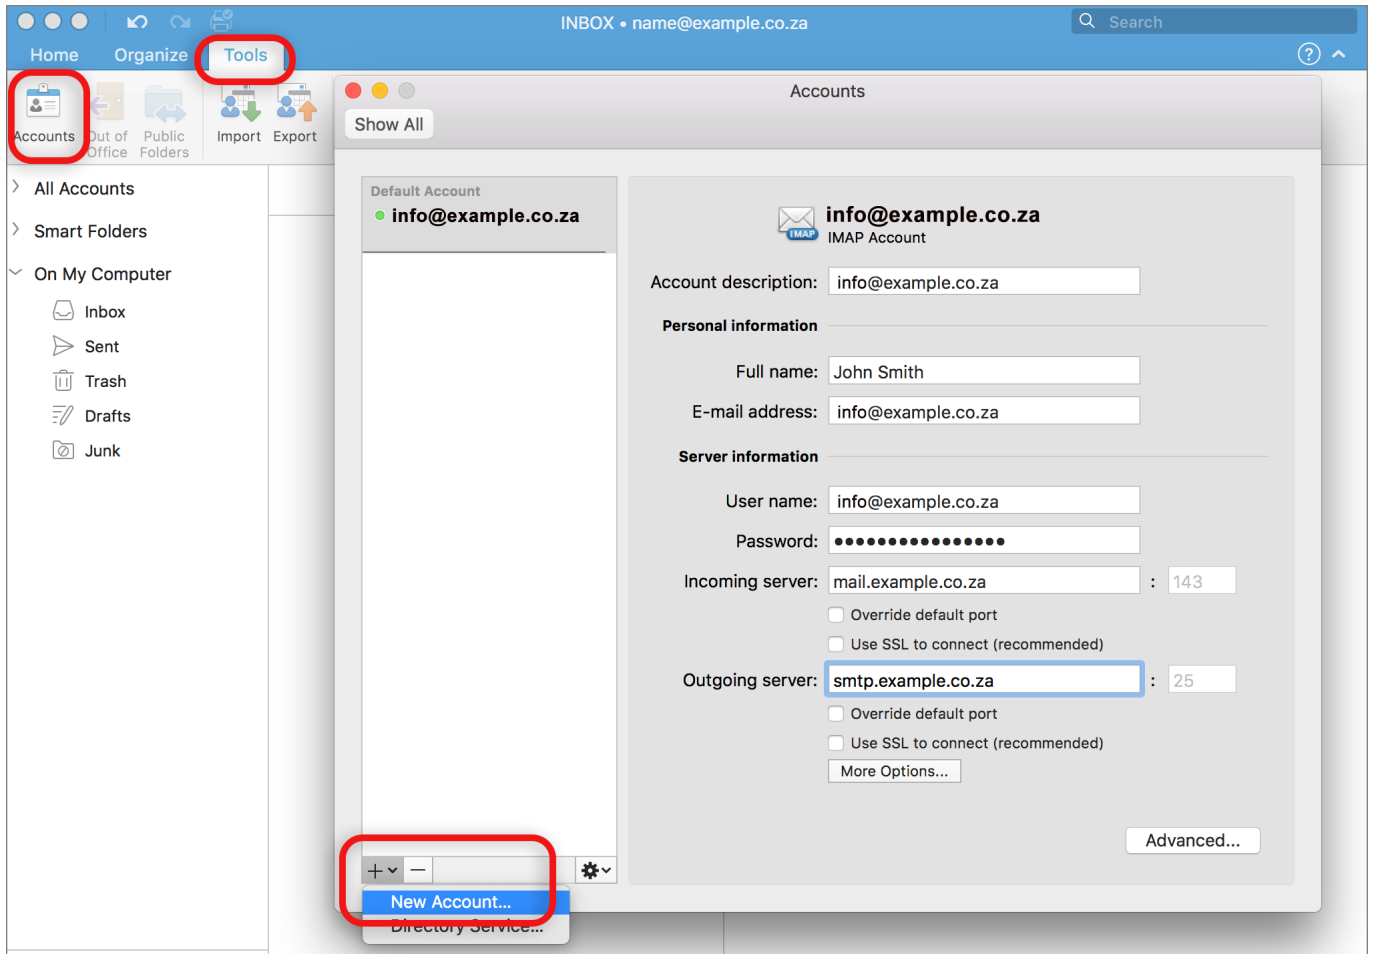 INBOX • name@example.co.za
Search
Home Organize Tools
?
Accounts
Out of Office
Public Folders
Import
Export
All Accounts
Smart Folders
On My Computer
Inbox
Sent
Trash
Drafts
Junk
Accounts
Show All
Default Account
info@example.co.za
IMAP
info@example.co.za
IMAP Account
Account description: info@example.co.za
Personal information
Full name: John Smith
E-mail address: info@example.co.za
Server information
User name: info@example.co.za
Password: ••••••••••••••••
Incoming server: mail.example.co.za : 143
Override default port
Use SSL to connect (recommended)
Outgoing server: smtp.example.co.za : 25
Override default port
Use SSL to connect (recommended)
More Options...
Advanced...
New Account...
Directory Service...